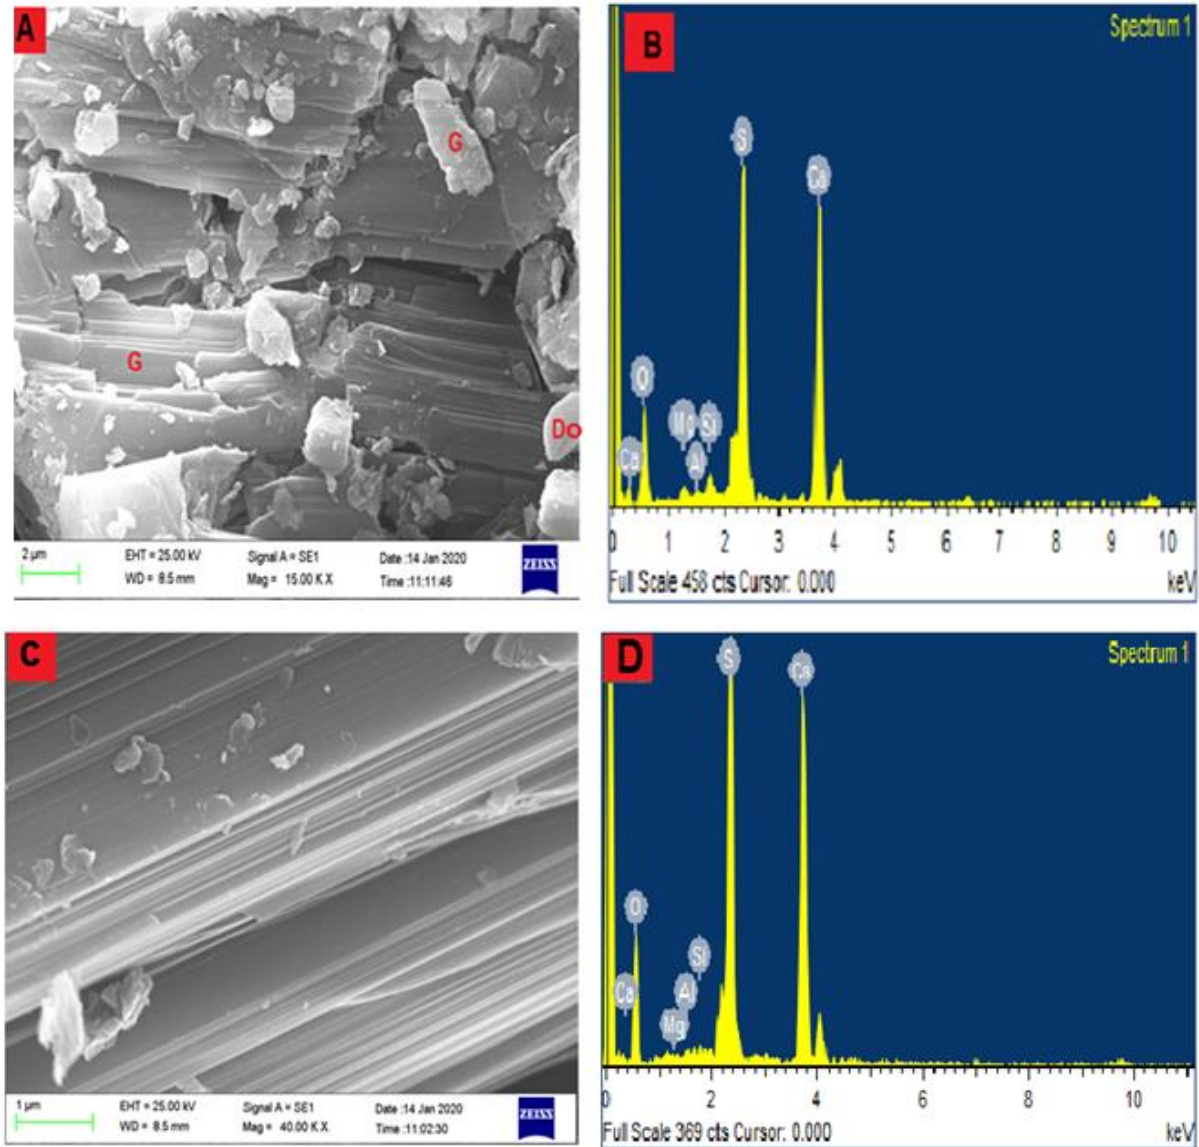 A
G
G
Do
2 µm
EHT = 25.00 kV
Signal A = SE1
Date :14 Jan 2020
WD = 8.5 mm
Mag = 15.00 K X
Time :11:11:46
ZEISS
B
Spectrum 1
S
Ca
O
Mg
Si
Al
Ca
0 1 2 3 4 5 6 7 8 9 10
Full Scale 458 cts Cursor: 0.000
keV
C
1 µm
EHT = 25.00 kV
Signal A = SE1
Date :14 Jan 2020
WD = 8.5 mm
Mag = 40.00 K X
Time :11:02:30
ZEISS
D
Spectrum 1
S
Ca
O
Si
Ca
Al
Mg
0 2 4 6 8 10
Full Scale 369 cts Cursor: 0.000
keV